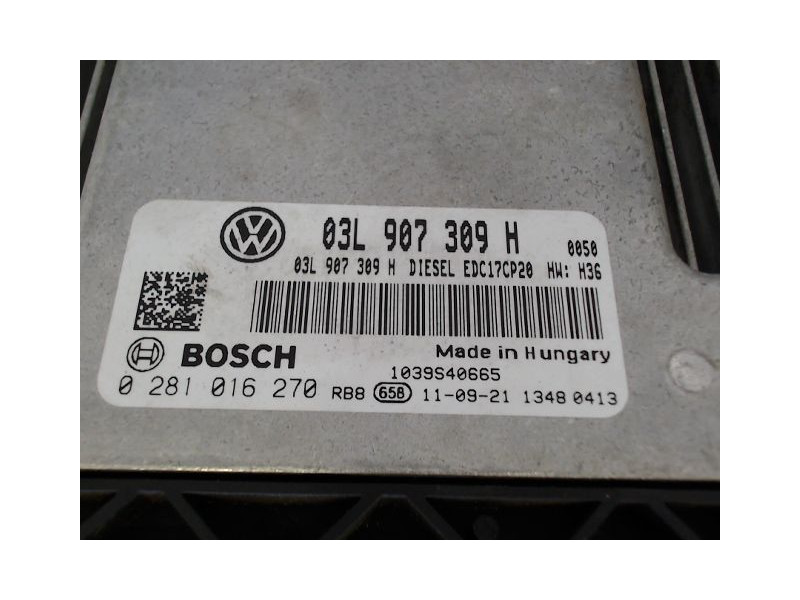 03L 907 309 H 0050
03L 907 309 H DIESEL EDC17CP20 HW: H36
BOSCH Made in Hungary
1039S40665
0 281 016 270 RB8 658 11-09-21 1348 0413